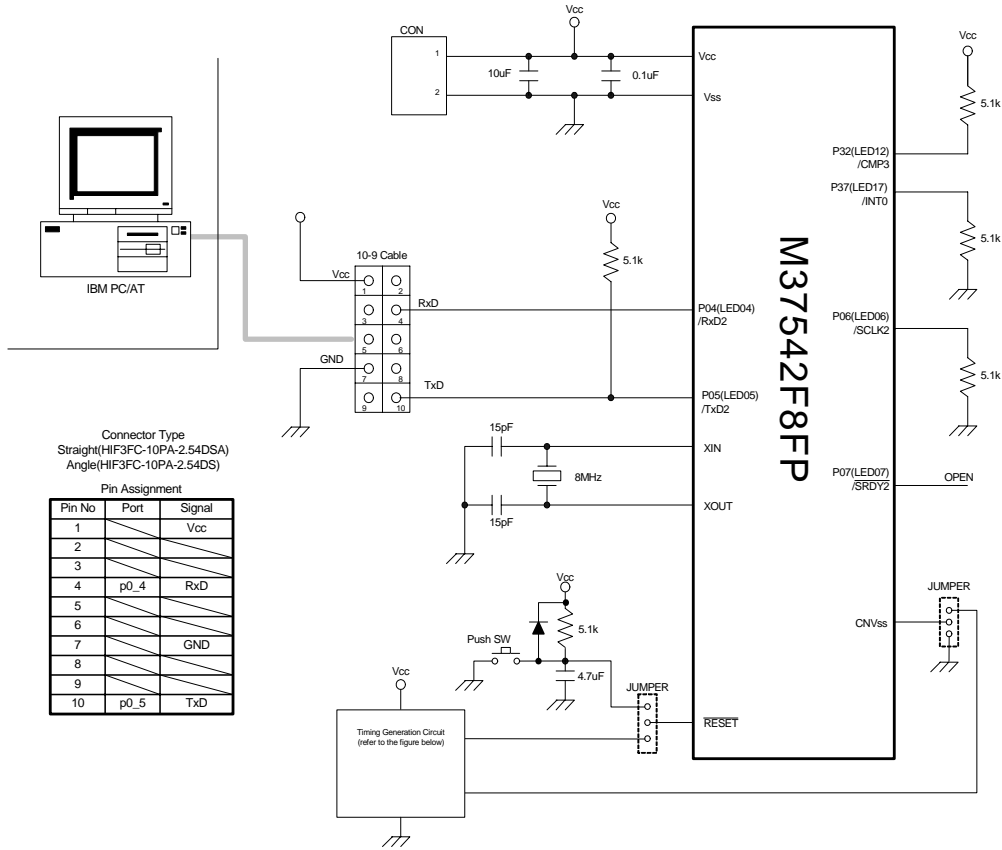 Vcc
CON
1
2
10uF
0.1uF
Vcc
Vss
Vcc
5.1k
P32(LED12)
/CMP3
P37(LED17)
/INT0
5.1k
M37542F8FP
IBM PC/AT
10-9 Cable
Vcc
1
2
3
4
5
6
7
8
9
10
RxD
GND
TxD
Vcc
5.1k
P04(LED04)
/RxD2
P05(LED05)
/TxD2
P06(LED06)
/SCLK2
5.1k
15pF
8MHz
15pF
XIN
XOUT
P07(LED07)
/SRDY2
OPEN
Connector Type
Straight(HIF3FC-10PA-2.54DSA)
Angle(HIF3FC-10PA-2.54DS)
Pin Assignment
Pin No Port Signal
1 Vcc
2
3
4 p0_4 RxD
5
6
7 GND
8
9
10 p0_5 TxD
Vcc
5.1k
Push SW
4.7uF
JUMPER
RESET
CNVss
JUMPER
Vcc
Timing Generation Circuit
(refer to the figure below)